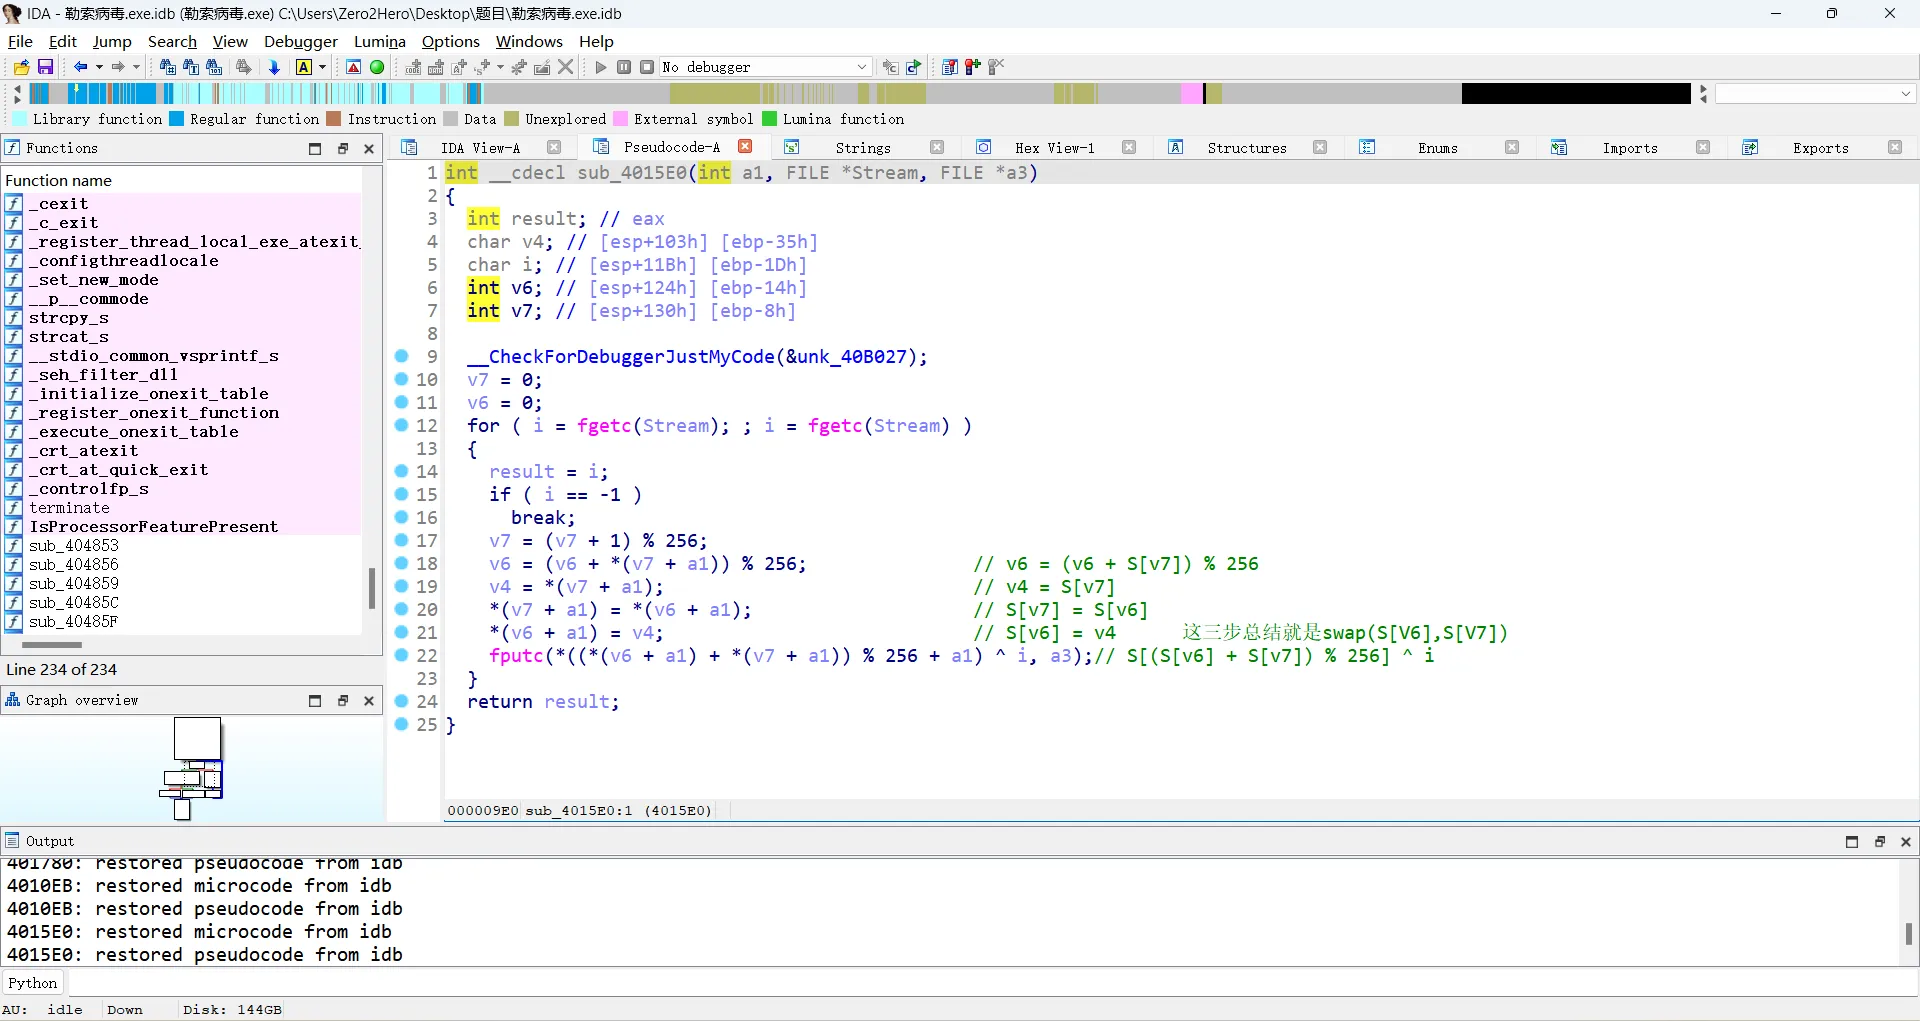 IDA - 勒索病毒.exe.idb (勒索病毒.exe) C:\Users\Zero2Hero\Desktop\题目\勒索病毒.exe.idb
File Edit Jump Search View Debugger Lumina Options Windows Help
No debugger
Library function Regular function Instruction Data Unexplored External symbol Lumina function
Functions
IDA View-A Pseudocode-A Strings Hex View-1 Structures Enums Imports Exports
Function name
_cexit
_c_exit
_register_thread_local_exe_atexit_
_configthreadlocale
_set_new_mode
__p__commode
strcpy_s
strcat_s
__stdio_common_vsprintf_s
_seh_filter_dll
_initialize_onexit_table
_register_onexit_function
_execute_onexit_table
_crt_atexit
_crt_at_quick_exit
_controlfp_s
terminate
IsProcessorFeaturePresent
sub_404853
sub_404856
sub_404859
sub_40485C
sub_40485F
Line 234 of 234
Graph overview
1 int __cdecl sub_4015E0(int a1, FILE *Stream, FILE *a3)
2 {
3 int result; // eax
4 char v4; // [esp+103h] [ebp-35h]
5 char i; // [esp+11Bh] [ebp-1Dh]
6 int v6; // [esp+124h] [ebp-14h]
7 int v7; // [esp+130h] [ebp-8h]
8
9 __CheckForDebuggerJustMyCode(&unk_40B027);
10 v7 = 0;
11 v6 = 0;
12 for ( i = fgetc(Stream); ; i = fgetc(Stream) )
13 {
14 result = i;
15 if ( i == -1 )
16 break;
17 v7 = (v7 + 1) % 256;
18 v6 = (v6 + *(v7 + a1)) % 256; // v6 = (v6 + S[v7]) % 256
19 v4 = *(v7 + a1); // v4 = S[v7]
20 *(v7 + a1) = *(v6 + a1); // S[v7] = S[v6]
21 *(v6 + a1) = v4; // S[v6] = v4 这三步总结就是swap(S[V6],S[V7])
22 fputc(*((*(v6 + a1) + *(v7 + a1)) % 256 + a1) ^ i, a3);// S[(S[v6] + S[v7]) % 256] ^ i
23 }
24 return result;
25 }
000009E0 sub_4015E0:1 (4015E0)
Output
401780: restored pseudocode from idb
4010EB: restored microcode from idb
4010EB: restored pseudocode from idb
4015E0: restored microcode from idb
4015E0: restored pseudocode from idb
Python
AU: idle Down Disk: 144GB